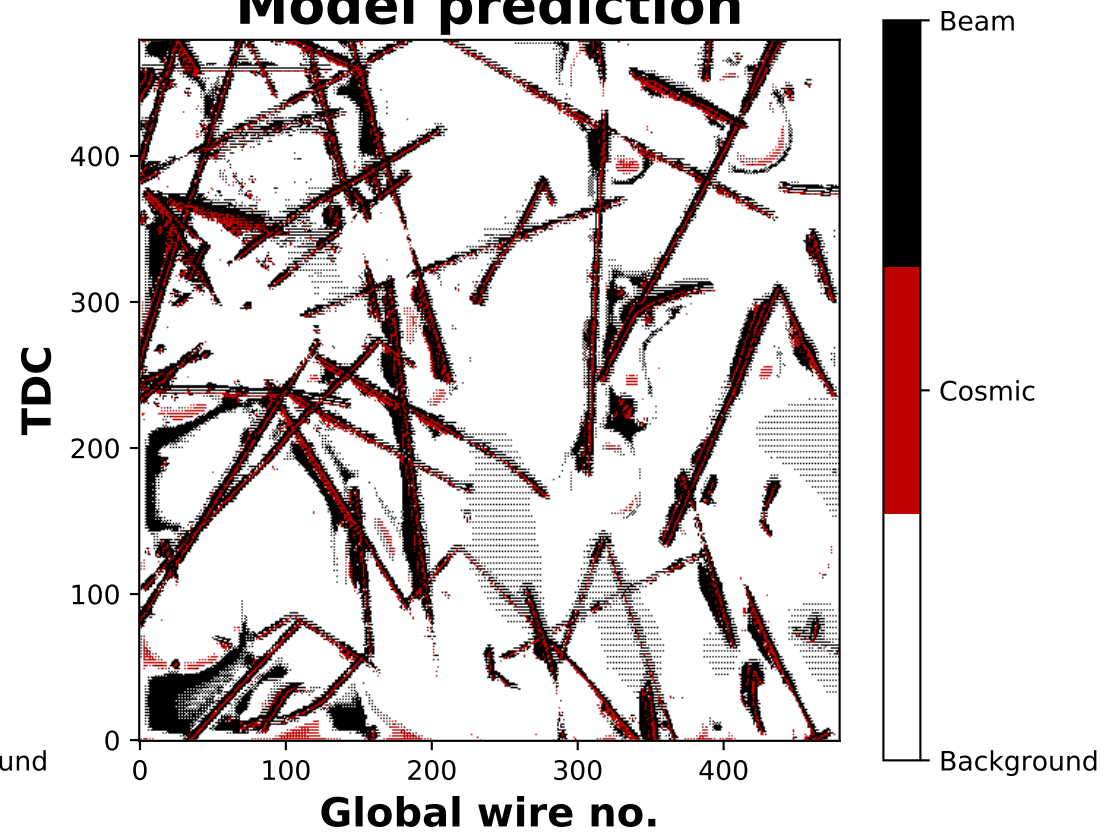 Model prediction
Beam
Cosmic
Background
TDC
400
300
200
100
0
0 100 200 300 400
Global wire no.
und